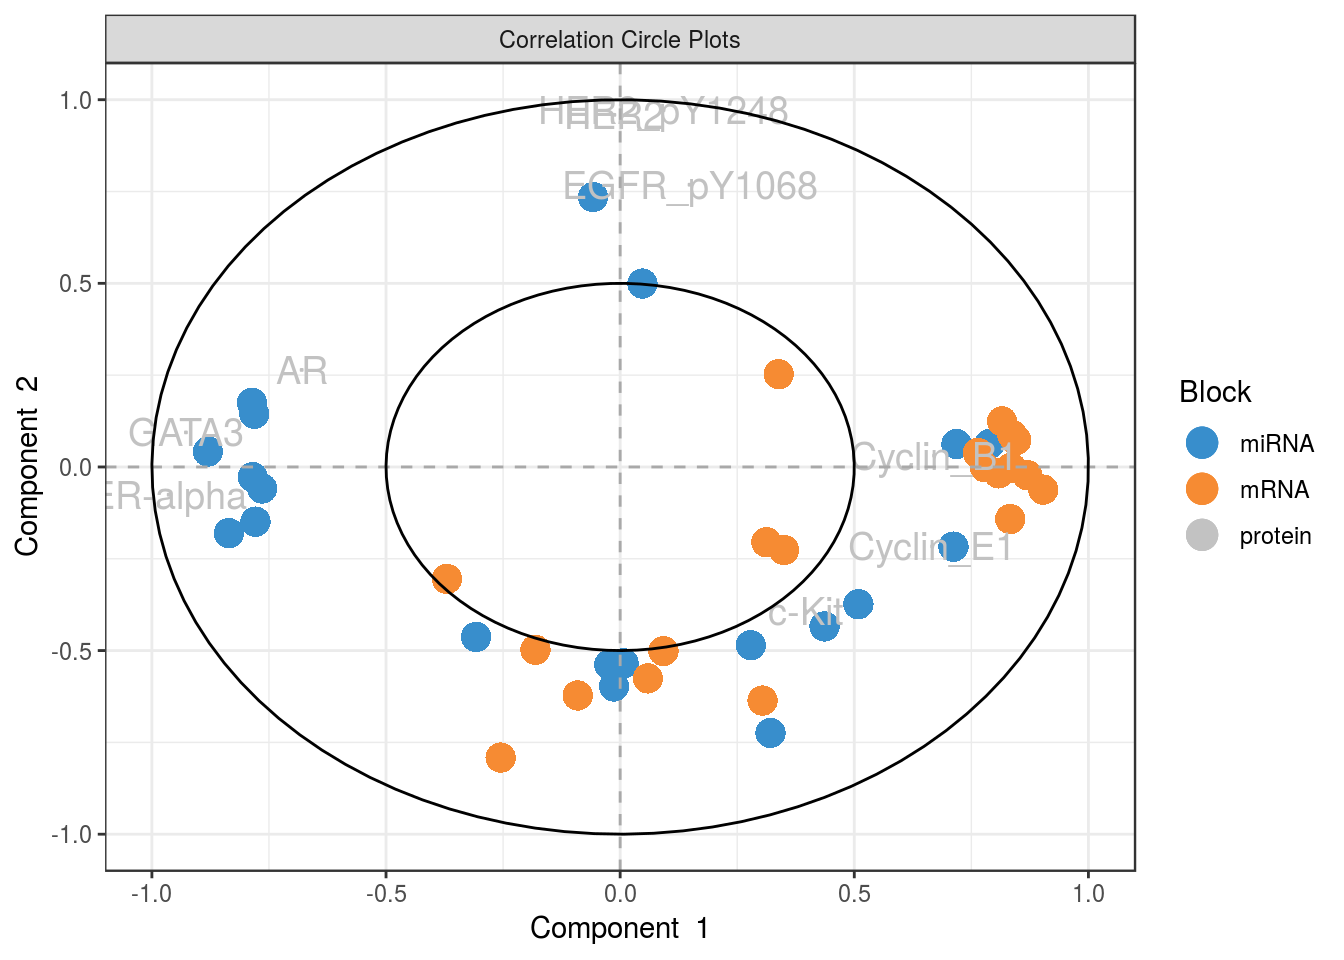 Correlation Circle Plots
1.0
0.5
0.0
-0.5
-1.0
Component 2
HER2_pY1248
HER2
EGFR_pY1068
AR
GATA3
ER-alpha
Cyclin_B1
Cyclin_E1
c-Kit
-1.0
-0.5
0.0
0.5
1.0
Component 1
Block
miRNA
mRNA
protein